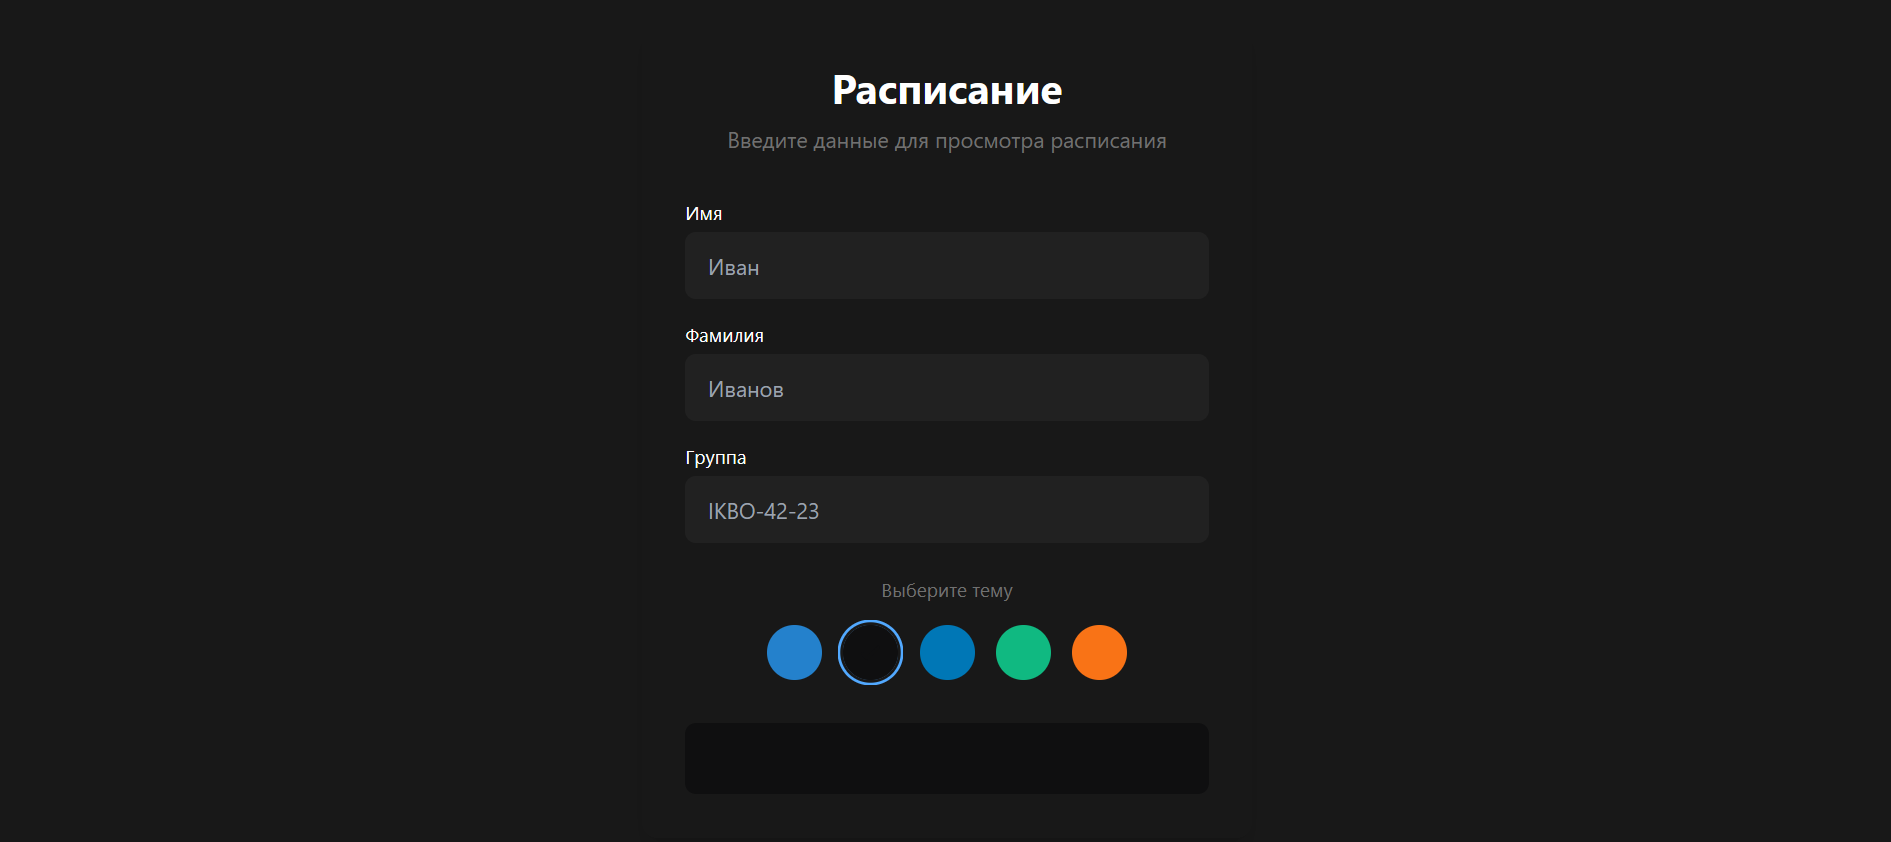 Расписание
Введите данные для просмотра расписания
Имя
Иван
Фамилия
Иванов
Группа
IKBO-42-23
Выберите тему